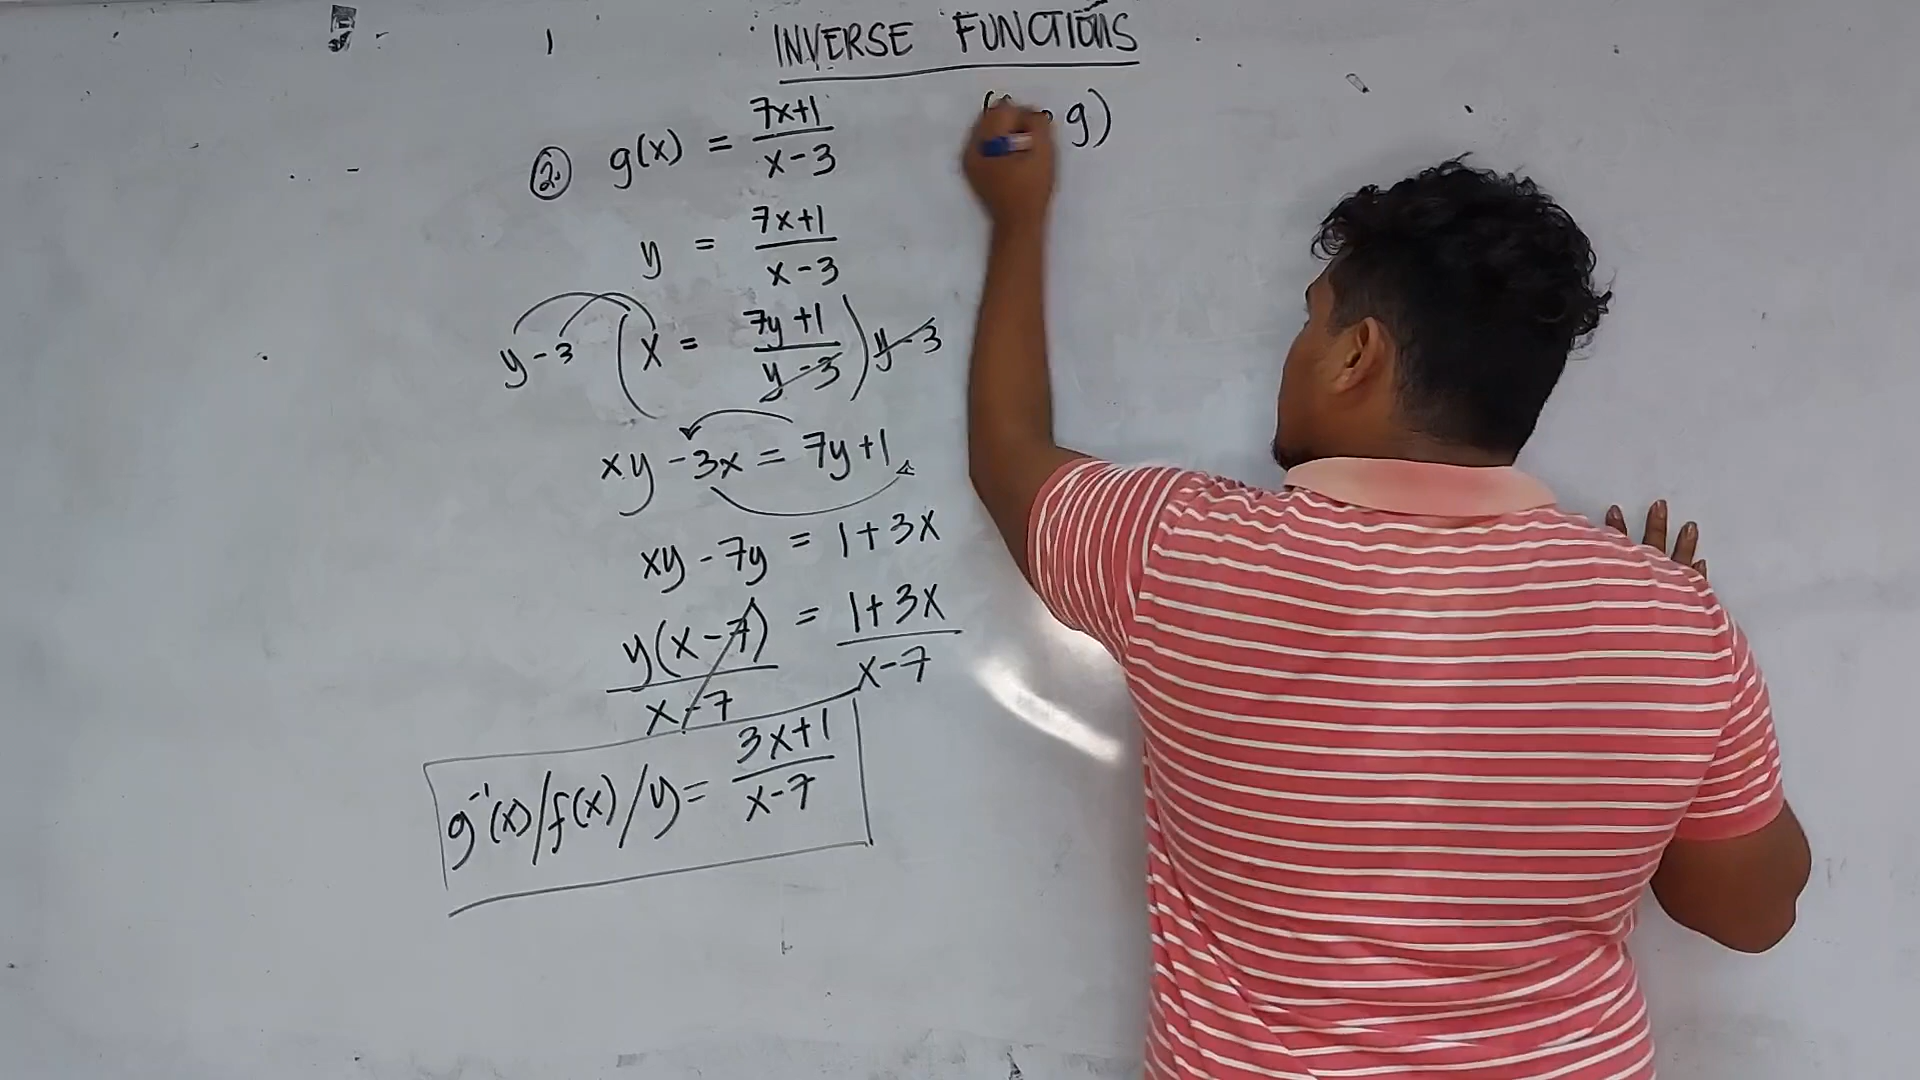 INVERSE FUNCTIONS
2. g(x) = 7x+1 / x-3
y = 7x+1 / x-3
y-3 (x = 7y+1 / y-3) y-3
xy - 3x = 7y+1
xy - 7y = 1+3x
y(x-7) / x-7 = 1+3x / x-7
g⁻¹(x)/f(x)/y = 3x+1 / x-7
g)